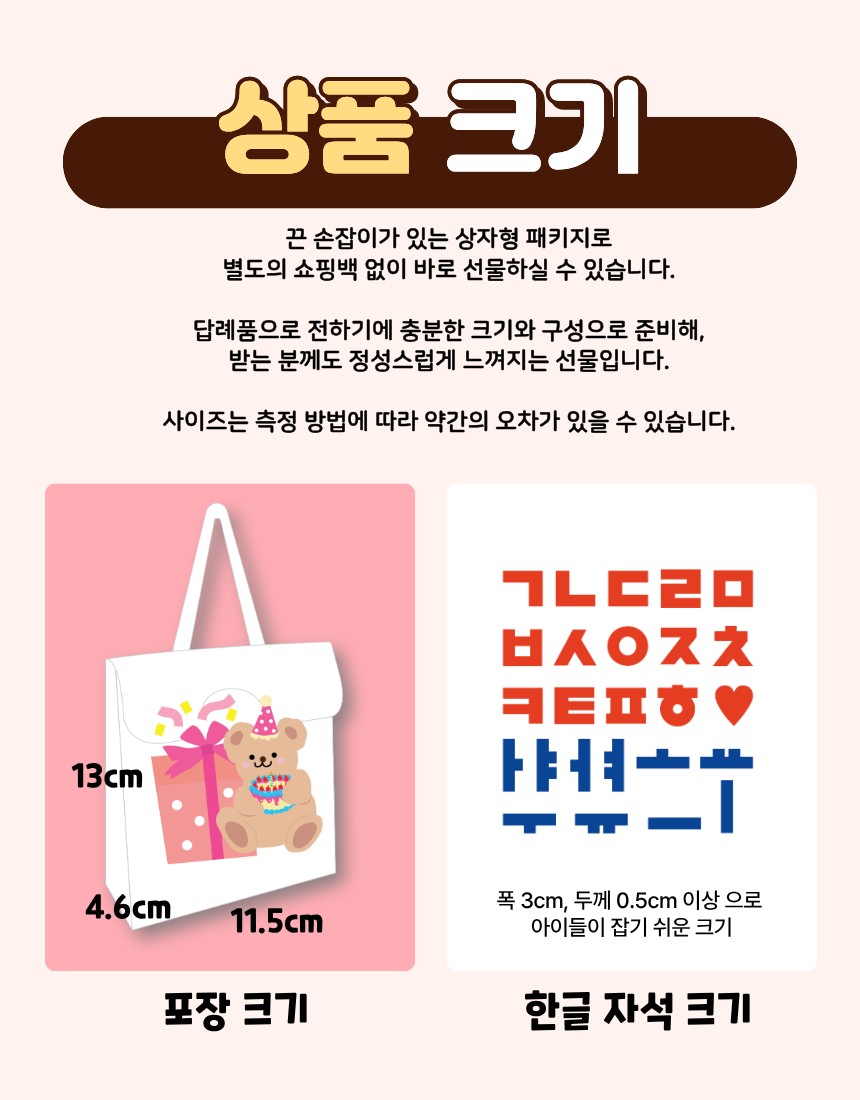 상품 크기
끈 손잡이가 있는 상자형 패키지로
별도의 쇼핑백 없이 바로 선물하실 수 있습니다.
답례품으로 전하기에 충분한 크기와 구성으로 준비해,
받는 분께도 정성스럽게 느껴지는 선물입니다.
사이즈는 측정 방법에 따라 약간의 오차가 있을 수 있습니다.
13cm
4.6cm
11.5cm
포장 크기
ㄱㄴㄷㄹㅁ
ㅂㅅㅇㅈㅊ
ㅋㅌㅍㅎ♥
ㅏㅑㅓㅕㅗㅛ
ㅜㅠㅡㅣ
폭 3cm, 두께 0.5cm 이상 으로
아이들이 잡기 쉬운 크기
한글 자석 크기